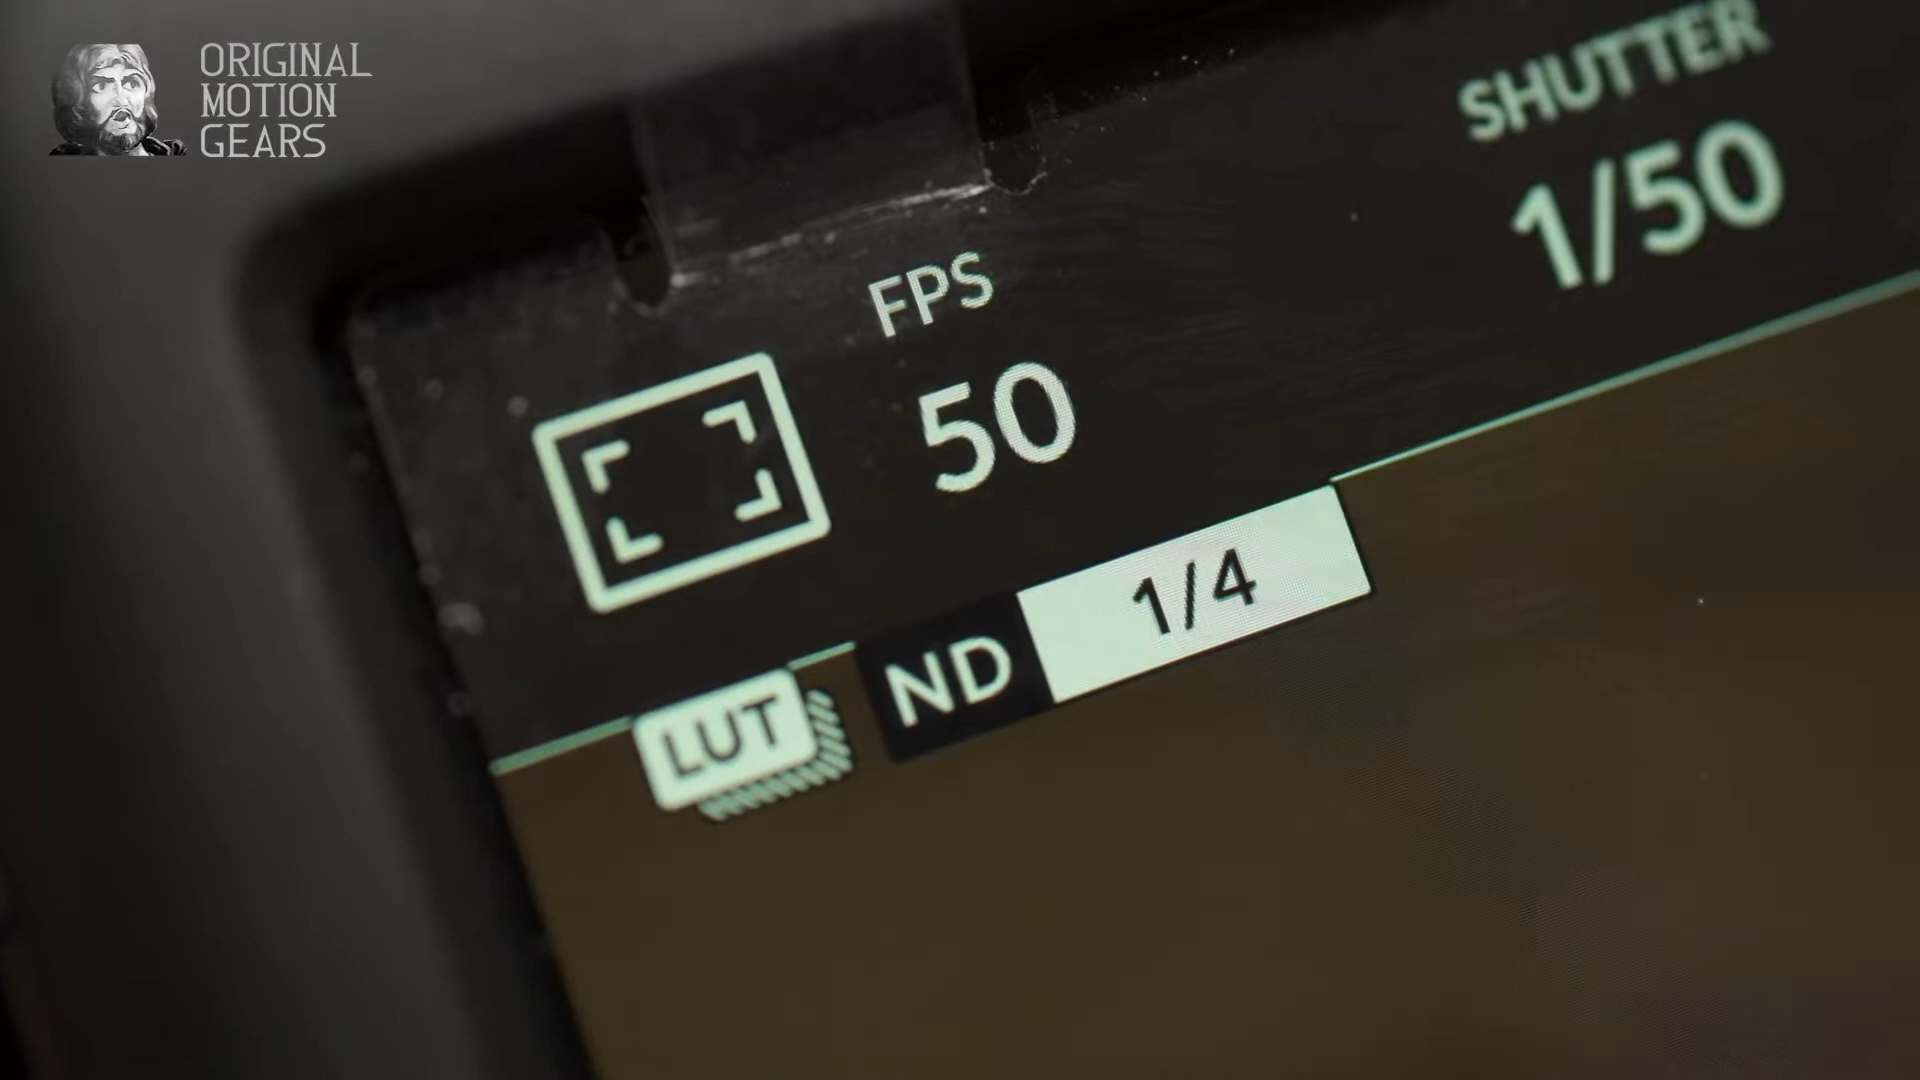 ORIGINAL
MOTION
GEARS
SHUTTER
1/50
FPS
50
ND 1/4
LUT